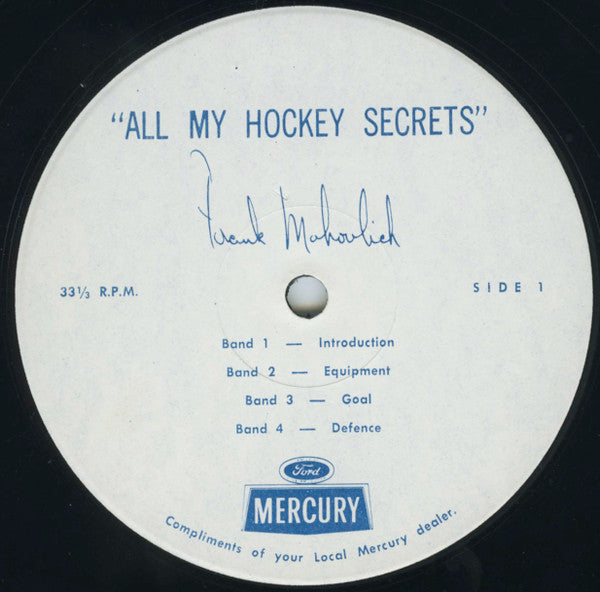 "ALL MY HOCKEY SECRETS"
Frank Mahovlich
33⅓ R.P.M.
SIDE 1
Band 1 — Introduction
Band 2 — Equipment
Band 3 — Goal
Band 4 — Defence
Ford
MERCURY
Compliments of your Local Mercury dealer.